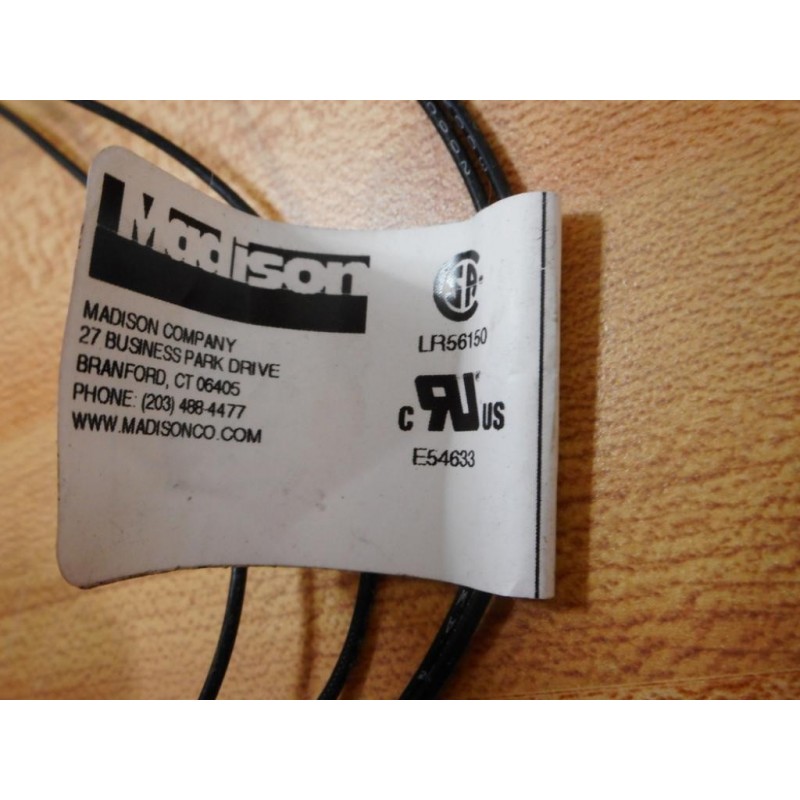 Madison
MADISON COMPANY
27 BUSINESS PARK DRIVE
BRANFORD, CT 06405
PHONE: (203) 488-4477
WWW.MADISONCO.COM
LR56150
C RU® US
E54633